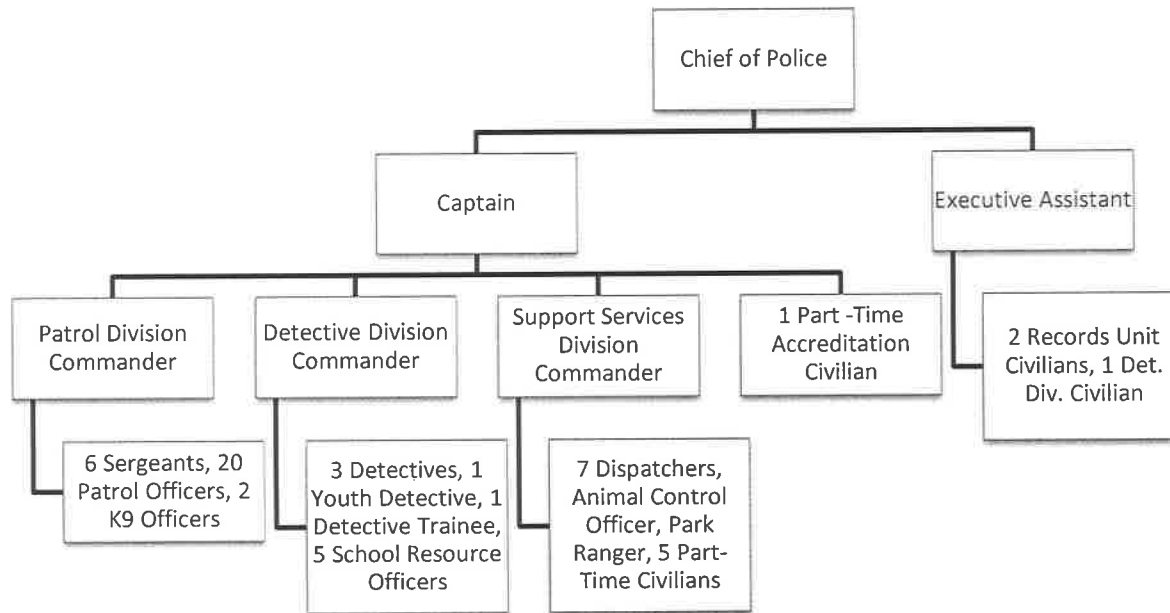 Chief of Police
Captain
Executive Assistant
Patrol Division
Commander
Detective Division
Commander
Support Services
Division
Commander
1 Part -Time
Accreditation
Civilian
2 Records Unit
Civilians, 1 Det.
Div. Civilian
6 Sergeants, 20
Patrol Officers, 2
K9 Officers
3 Detectives, 1
Youth Detective, 1
Detective Trainee,
5 School Resource
Officers
7 Dispatchers,
Animal Control
Officer, Park
Ranger, 5 Part-
Time Civilians